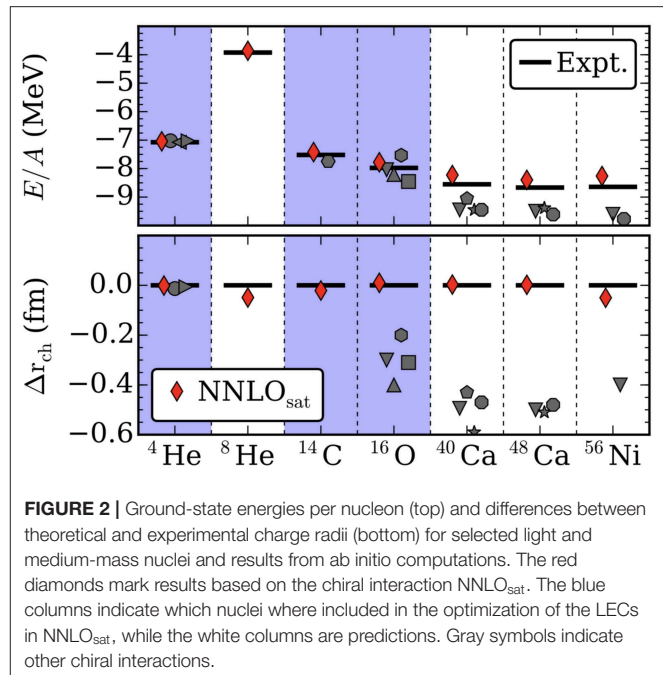 E/A (MeV)
−4
−5
−6
−7
−8
−9
Expt.
Δr_ch (fm)
0.0
−0.2
−0.4
−0.6
NNLO_sat
⁴He ⁸He ¹⁴C ¹⁶O ⁴⁰Ca ⁴⁸Ca ⁵⁶Ni
FIGURE 2 | Ground-state energies per nucleon (top) and differences between
theoretical and experimental charge radii (bottom) for selected light and
medium-mass nuclei and results from ab initio computations. The red
diamonds mark results based on the chiral interaction NNLO_sat. The blue
columns indicate which nuclei where included in the optimization of the LECs
in NNLO_sat, while the white columns are predictions. Gray symbols indicate
other chiral interactions.